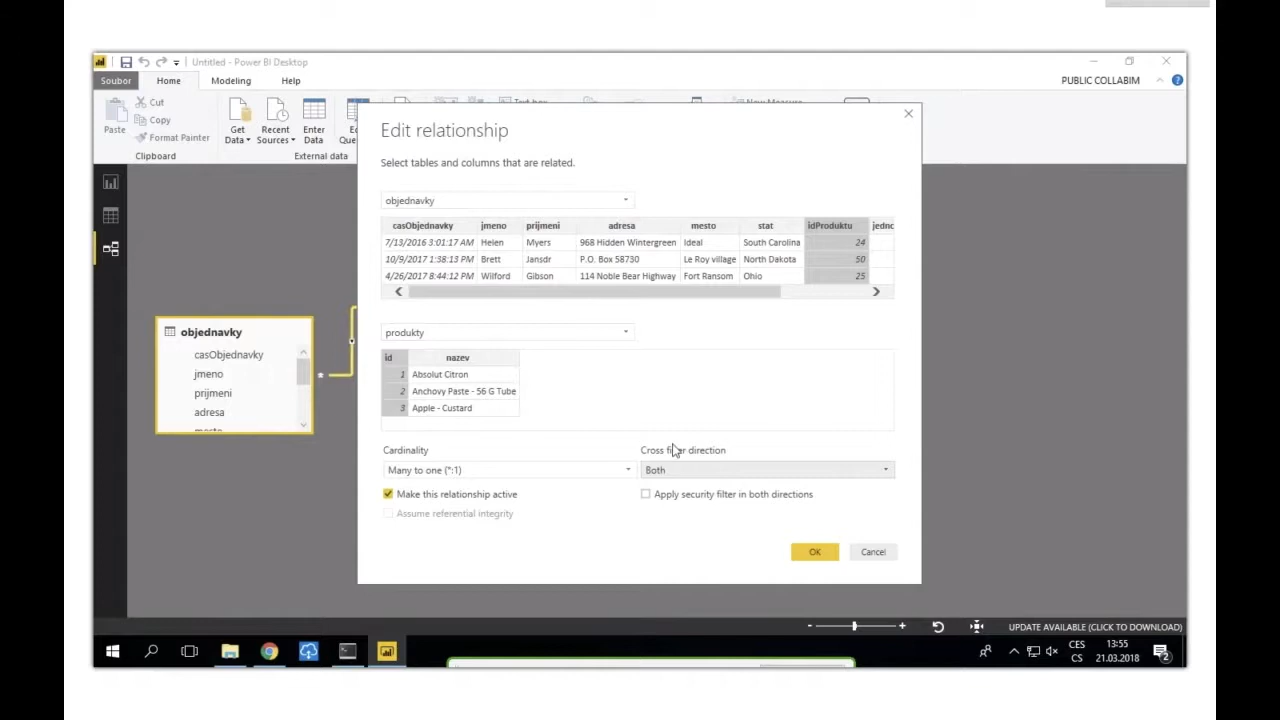 Untitled - Power BI Desktop
Soubor Home Modeling Help PUBLIC COLLABIM ?
Cut
Copy
Format Painter
Paste
Get Data
Recent Sources
Enter Data
Clipboard
External data
Edit relationship
Select tables and columns that are related.
objednavky
casObjednavky jmeno prijmeni adresa mesto stat idProduktu
7/13/2016 3:01:17 AM Helen Myers 968 Hidden Wintergreen Ideal South Carolina 24
10/9/2017 1:38:13 PM Brett Jansdr P.O. Box 58730 Le Roy village North Dakota 50
4/26/2017 8:44:12 PM Wilford Gibson 114 Noble Bear Highway Fort Ransom Ohio 25
produkty
id nazev
1 Absolut Citron
2 Anchovy Paste - 56 G Tube
3 Apple - Custard
Cardinality
Many to one (*:1)
Cross filter direction
Both
Make this relationship active
Apply security filter in both directions
Assume referential integrity
OK Cancel
objednavky
casObjednavky
jmeno
prijmeni
adresa
*
- + UPDATE AVAILABLE (CLICK TO DOWNLOAD)
CES
CS
13:55
21.03.2018
2